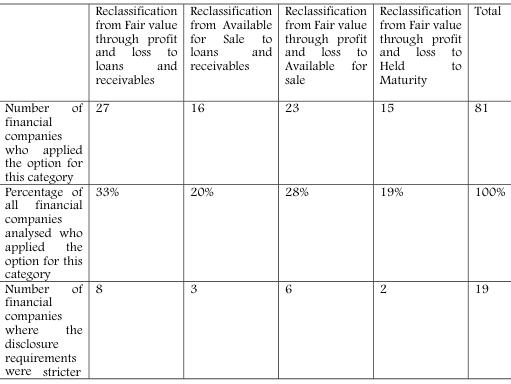 Reclassification from Fair value through profit and loss to loans and receivables
Reclassification from Available for Sale to loans and receivables
Reclassification from Fair value through profit and loss to Available for sale
Reclassification from Fair value through profit and loss to Held to Maturity
Total
Number of financial companies who applied the option for this category
27
16
23
15
81
Percentage of all financial companies analysed who applied the option for this category
33%
20%
28%
19%
100%
Number of financial companies where the disclosure requirements were stricter
8
3
6
2
19